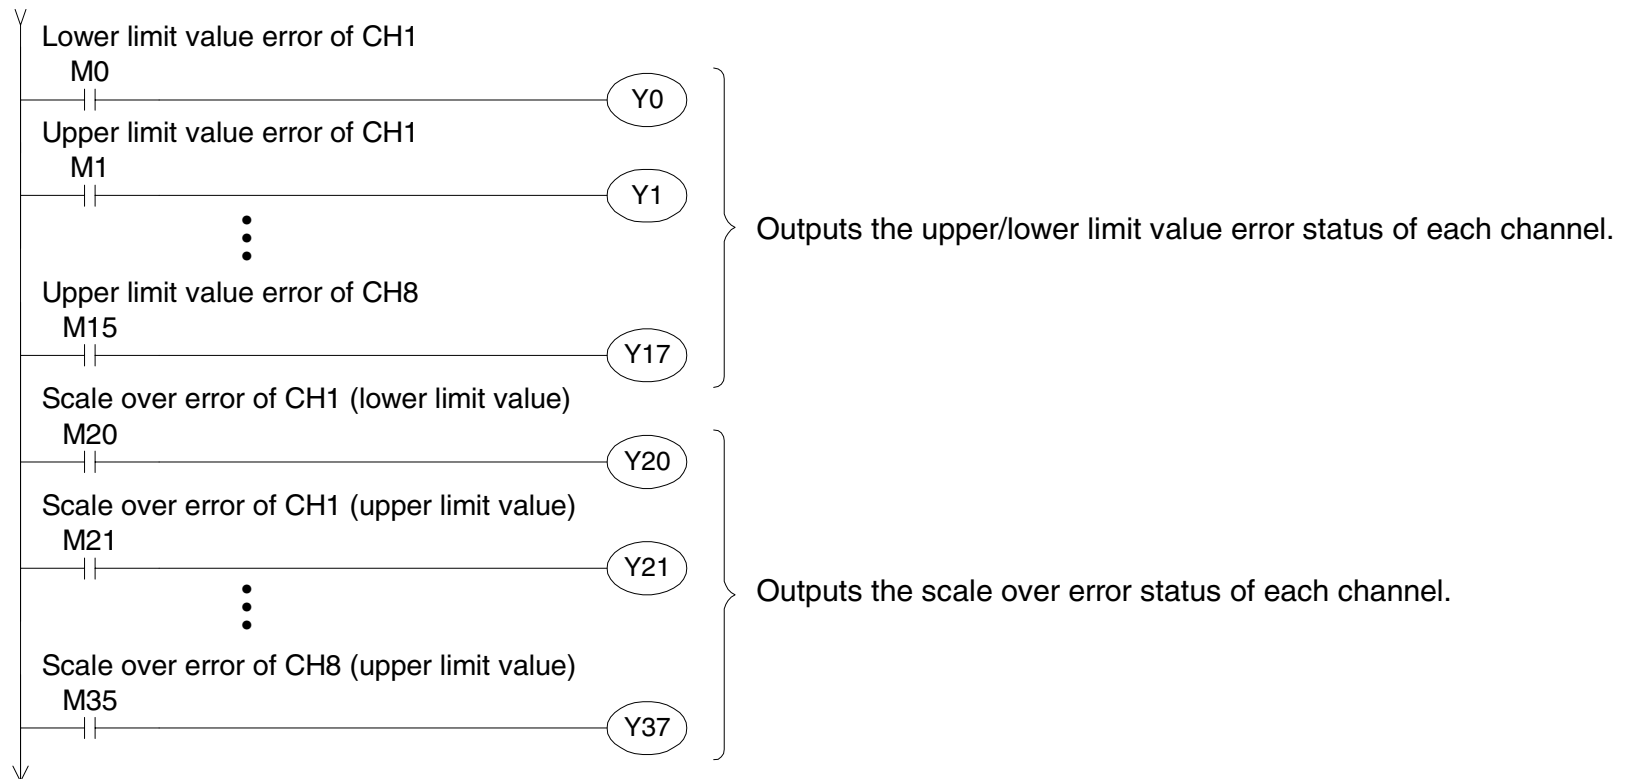 Lower limit value error of CH1
M0
Y0
Upper limit value error of CH1
M1
Y1
Outputs the upper/lower limit value error status of each channel.
Upper limit value error of CH8
M15
Y17
Scale over error of CH1 (lower limit value)
M20
Y20
Scale over error of CH1 (upper limit value)
M21
Y21
Outputs the scale over error status of each channel.
Scale over error of CH8 (upper limit value)
M35
Y37